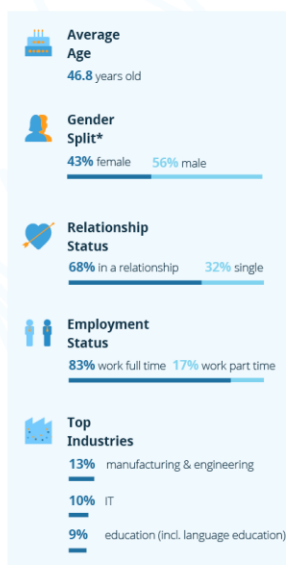 Average
Age
46.8 years old
Gender
Split*
43% female 56% male
Relationship
Status
68% in a relationship 32% single
Employment
Status
83% work full time 17% work part time
Top
Industries
13% manufacturing & engineering
10% IT
9% education (incl. language education)